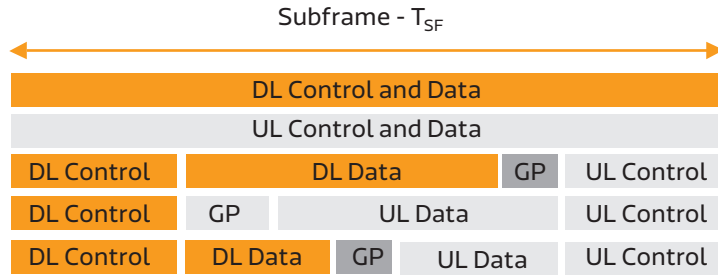 Subframe - T_SF
DL Control and Data
UL Control and Data
DL Control DL Data GP UL Control
DL Control GP UL Data UL Control
DL Control DL Data GP UL Data UL Control